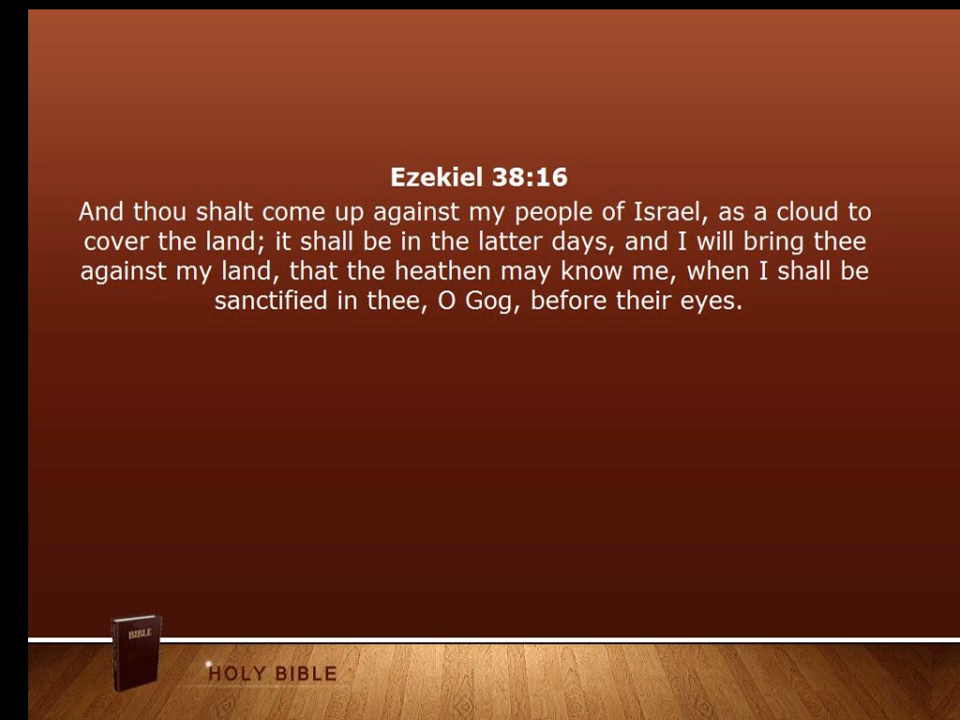 Ezekiel 38:16
And thou shalt come up against my people of Israel, as a cloud to
cover the land; it shall be in the latter days, and I will bring thee
against my land, that the heathen may know me, when I shall be
sanctified in thee, O Gog, before their eyes.
BIBLE
HOLY BIBLE